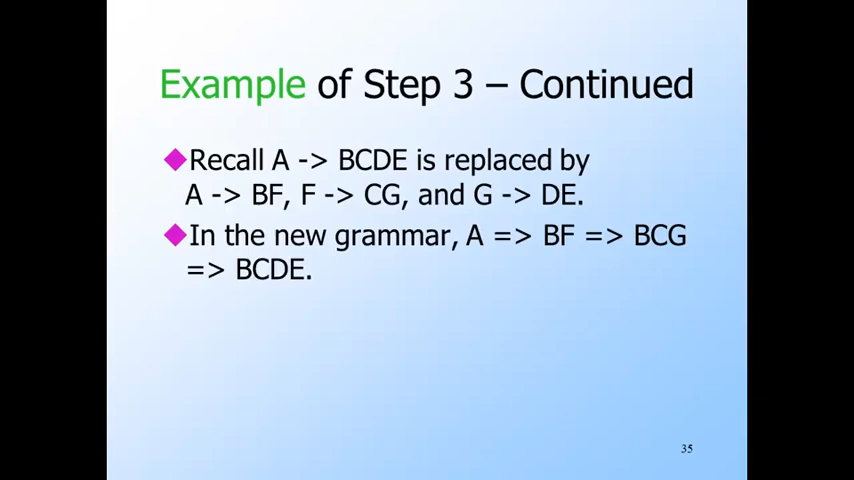 Example of Step 3 – Continued
Recall A -> BCDE is replaced by
A -> BF, F -> CG, and G -> DE.
In the new grammar, A => BF => BCG
=> BCDE.
35